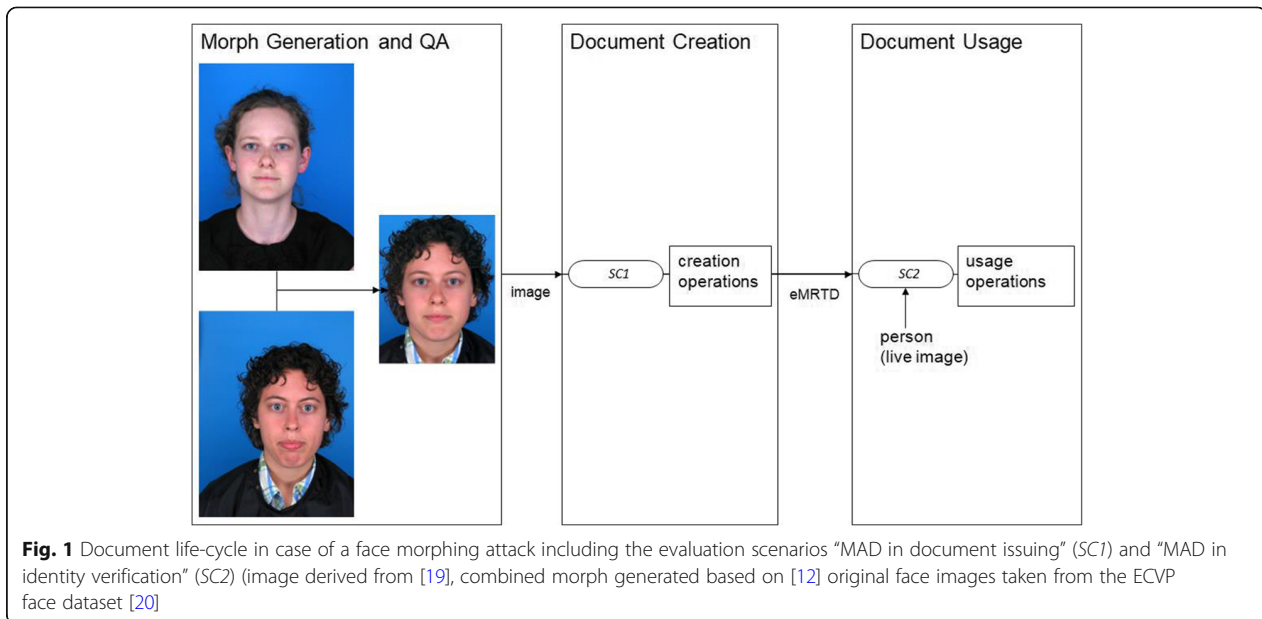 Morph Generation and QA
Document Creation
Document Usage
image
SC1
creation
operations
eMRTD
SC2
usage
operations
person
(live image)
Fig. 1 Document life-cycle in case of a face morphing attack including the evaluation scenarios “MAD in document issuing” (SC1) and “MAD in
identity verification” (SC2) (image derived from [19], combined morph generated based on [12] original face images taken from the ECVP
face dataset [20]